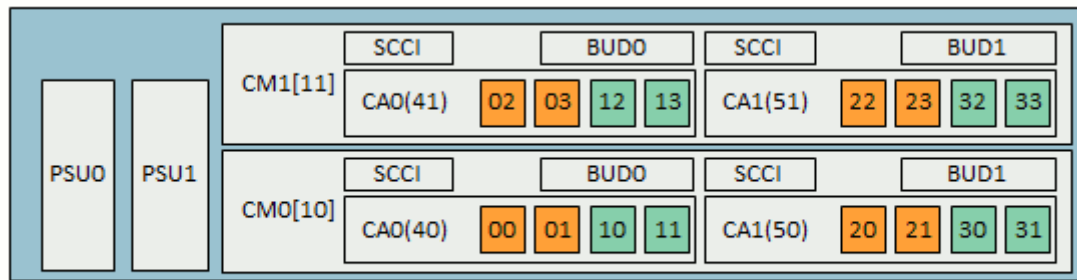 SCCI BUD0 SCCI BUD1
CM1[11]
CA0(41) 02 03 12 13 CA1(51) 22 23 32 33
PSU0 PSU1
SCCI BUD0 SCCI BUD1
CM0[10]
CA0(40) 00 01 10 11 CA1(50) 20 21 30 31